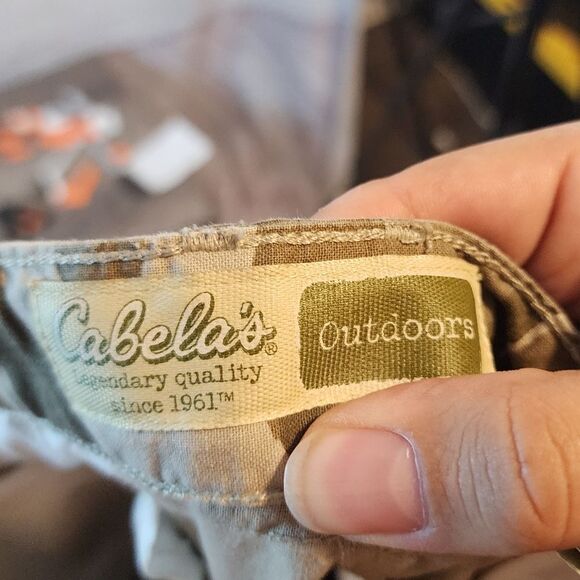 Cabela's®
Legendary quality
since 1961™
Outdoors